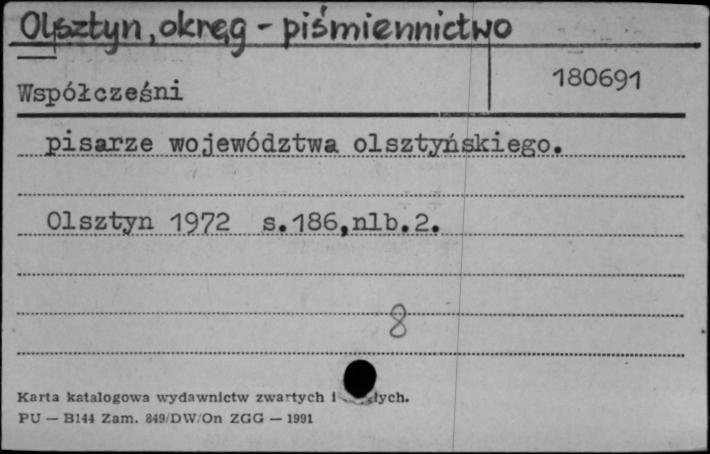 Olsztyn, okręg - piśmiennictwo
Współcześni
180691
pisarze województwa olsztyńskiego.
Olsztyn 1972 s.186,nlb.2.
8
Karta katalogowa wydawnictw zwartych i
PU — B144 Zam. 849/DW/On ZGG — 1991